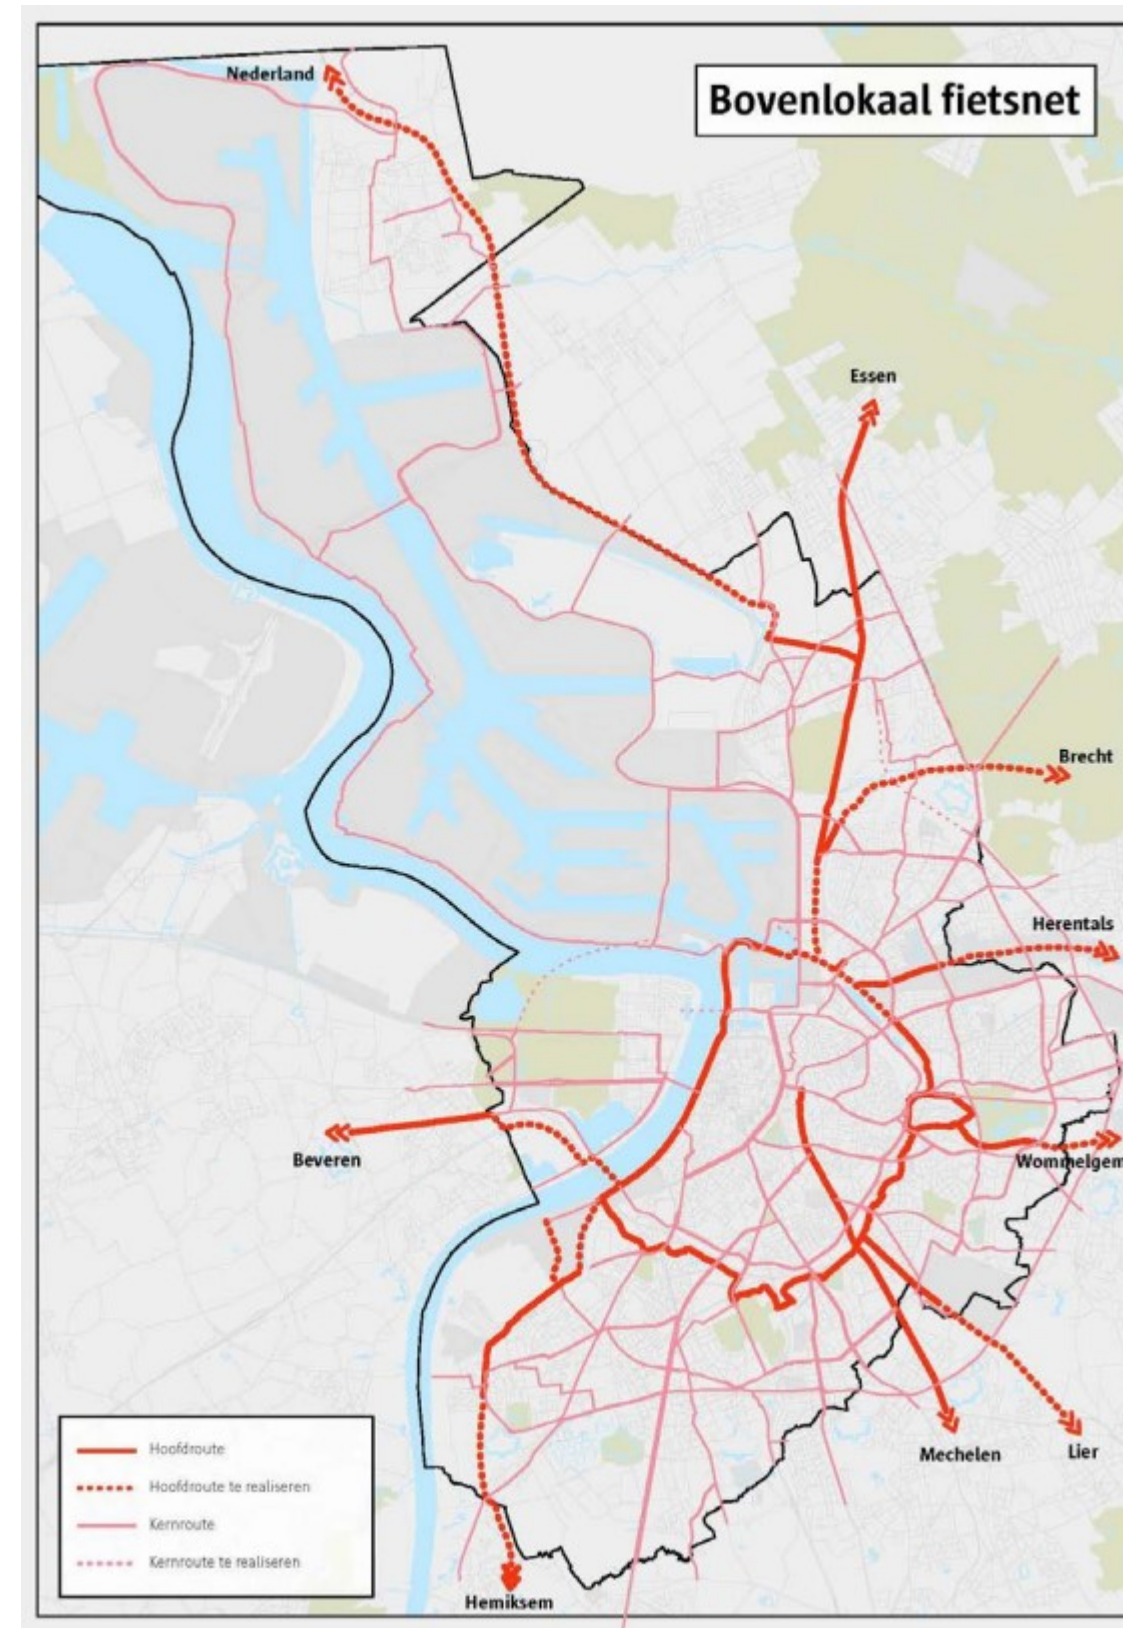 Nederland
Bovenlokaal fietsnet
Essen
Brecht
Herentals
Beveren
Wommelgem
Hoofdroute
Hoofdroute te realiseren
Kernroute
Kernroute te realiseren
Mechelen
Lier
Hemiksem